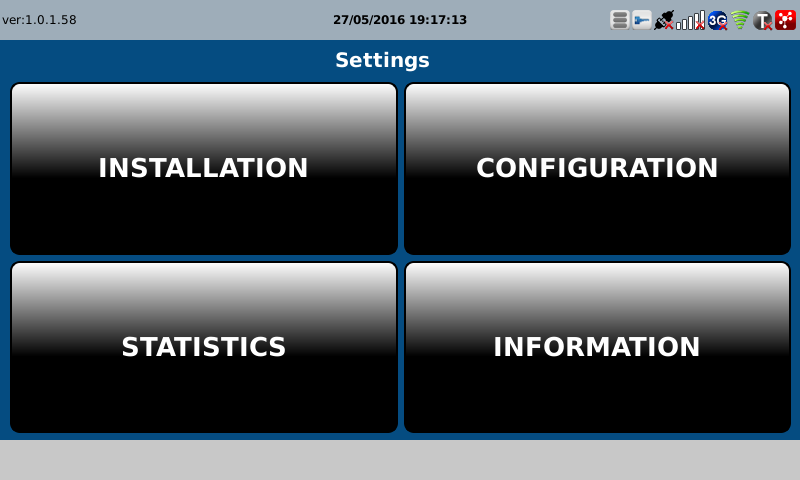 ver:1.0.1.58
27/05/2016 19:17:13
3G
T
Settings
INSTALLATION
CONFIGURATION
STATISTICS
INFORMATION